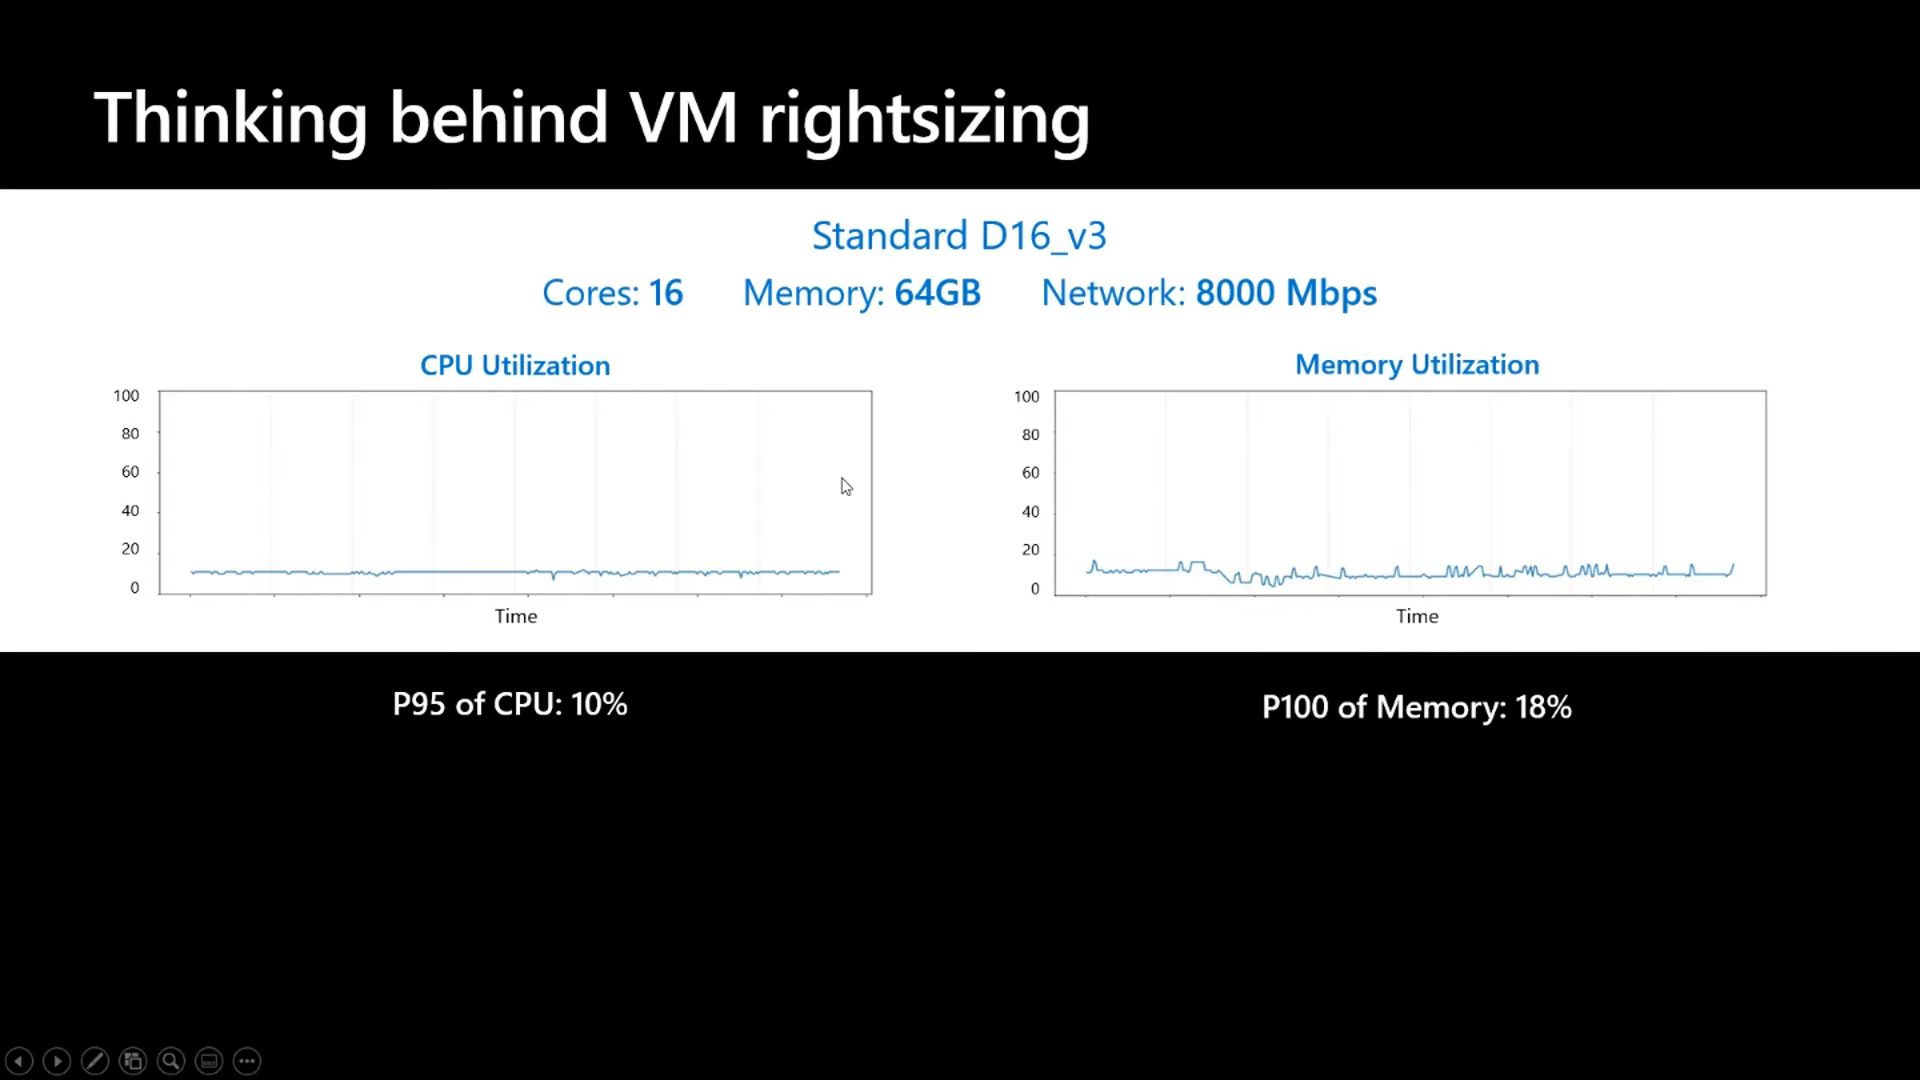 Thinking behind VM rightsizing
Standard D16_v3
Cores: 16 Memory: 64GB Network: 8000 Mbps
CPU Utilization
100
80
60
40
20
0
Time
Memory Utilization
100
80
60
40
20
0
Time
P95 of CPU: 10%
P100 of Memory: 18%